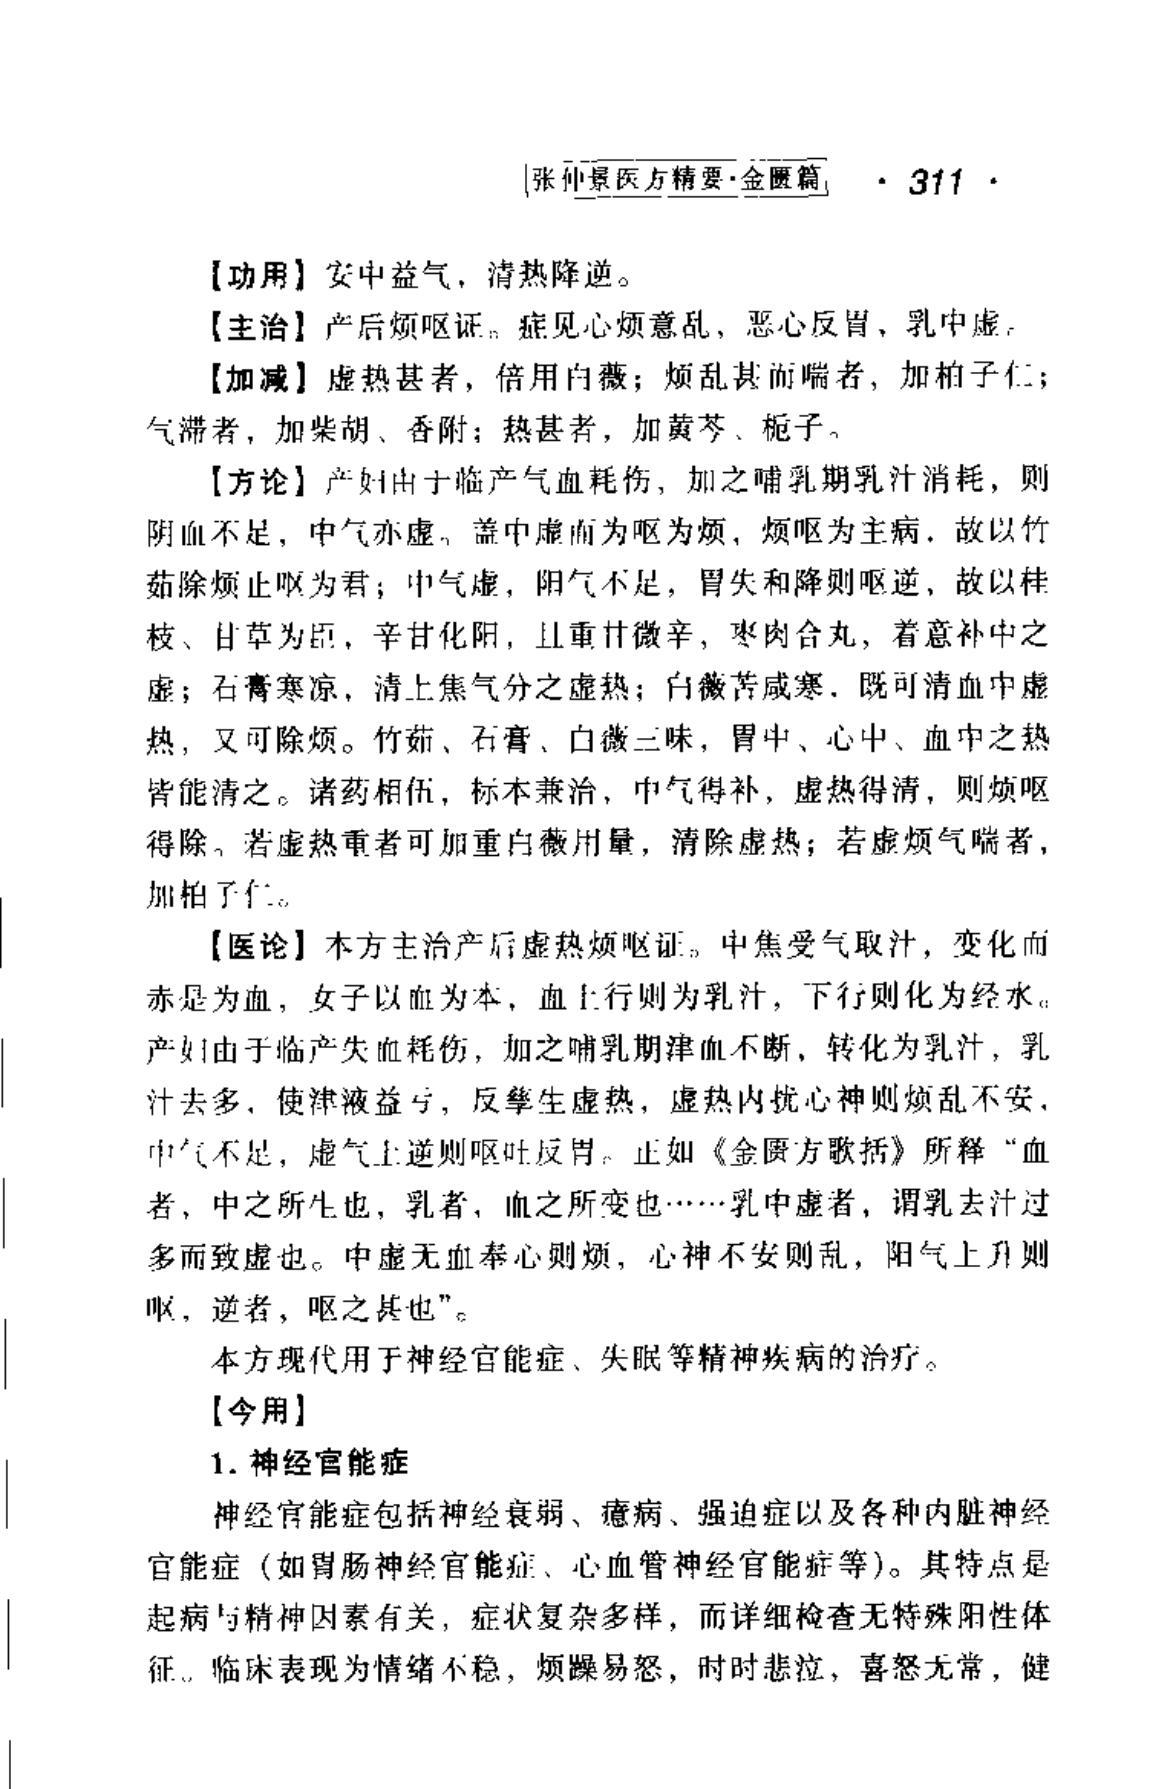 张仲景医方精要·金匮篇 · 311 ·
【功用】安中益气，清热降逆。
【主治】产后烦呕证。症见心烦意乱，恶心反胃，乳中虚。
【加减】虚热甚者，倍用白薇；烦乱甚而喘者，加柏子仁；
气滞者，加柴胡、香附；热甚者，加黄芩、栀子。
【方论】产妇由于临产气血耗伤，加之哺乳期乳汁消耗，则
阴血不足，中气亦虚。盖中虚而为呕为烦，烦呕为主病，故以竹
茹除烦止呕为君；中气虚，阳气不足，胃失和降则呕逆，故以桂
枝、甘草为臣，辛甘化阳，且重甘微辛，枣肉合丸，着意补中之
虚；石膏寒凉，清上焦气分之虚热；白薇苦咸寒，既可清血中虚
热，又可除烦。竹茹、石膏、白薇三味，胃中、心中、血中之热
皆能清之。诸药相伍，标本兼治，中气得补，虚热得清，则烦呕
得除。若虚热重者可加重白薇用量，清除虚热；若虚烦气喘者，
加柏子仁。
【医论】本方主治产后虚热烦呕证。中焦受气取汁，变化而
赤是为血，女子以血为本，血上行则为乳汁，下行则化为经水。
产妇由于临产失血耗伤，加之哺乳期津血不断，转化为乳汁，乳
汁去多，使津液益亏，反孳生虚热，虚热内扰心神则烦乱不安，
中气不足，虚气上逆则呕吐反胃。正如《金匮方歌括》所释“血
者，中之所生也，乳者，血之所变也……乳中虚者，谓乳去汁过
多而致虚也。中虚无血奉心则烦，心神不安则乱，阳气上升则
呕，逆者，呕之甚也”。
本方现代用于神经官能症、失眠等精神疾病的治疗。
【今用】
1. 神经官能症
神经官能症包括神经衰弱、癔病、强迫症以及各种内脏神经
官能症（如胃肠神经官能症、心血管神经官能症等）。其特点是
起病与精神因素有关，症状复杂多样，而详细检查无特殊阳性体
征。临床表现为情绪不稳，烦躁易怒，时时悲泣，喜怒无常，健